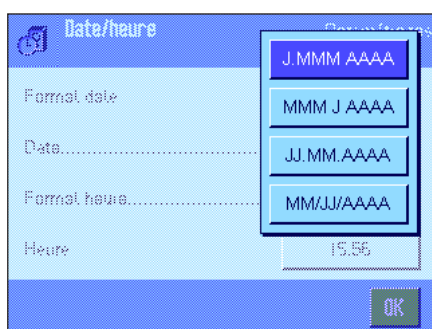 Date/heure
J.MMM AAAA
Format date
MMM J AAAA
Date
JJ.MM.AAAA
Format heure
MM/JJ/AAAA
Heure
15.56
OK